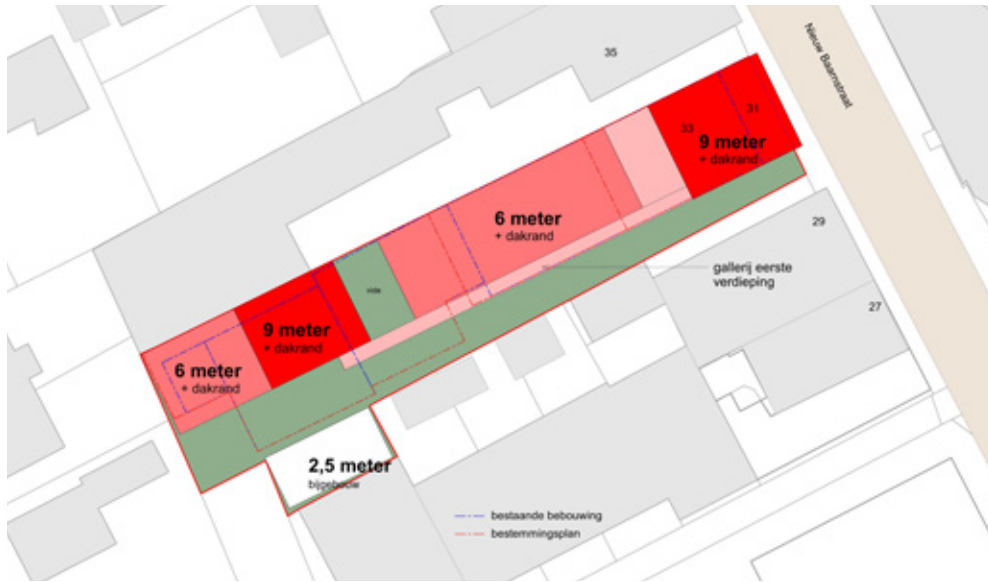 35
Nieuw Baarnstraat
31
33
9 meter
+ dakrand
6 meter
+ dakrand
29
gallerij eerste
verdieping
27
vide
9 meter
+ dakrand
6 meter
+ dakrand
2,5 meter
bijgebouw
bestaande bebouwing
bestemmingsplan